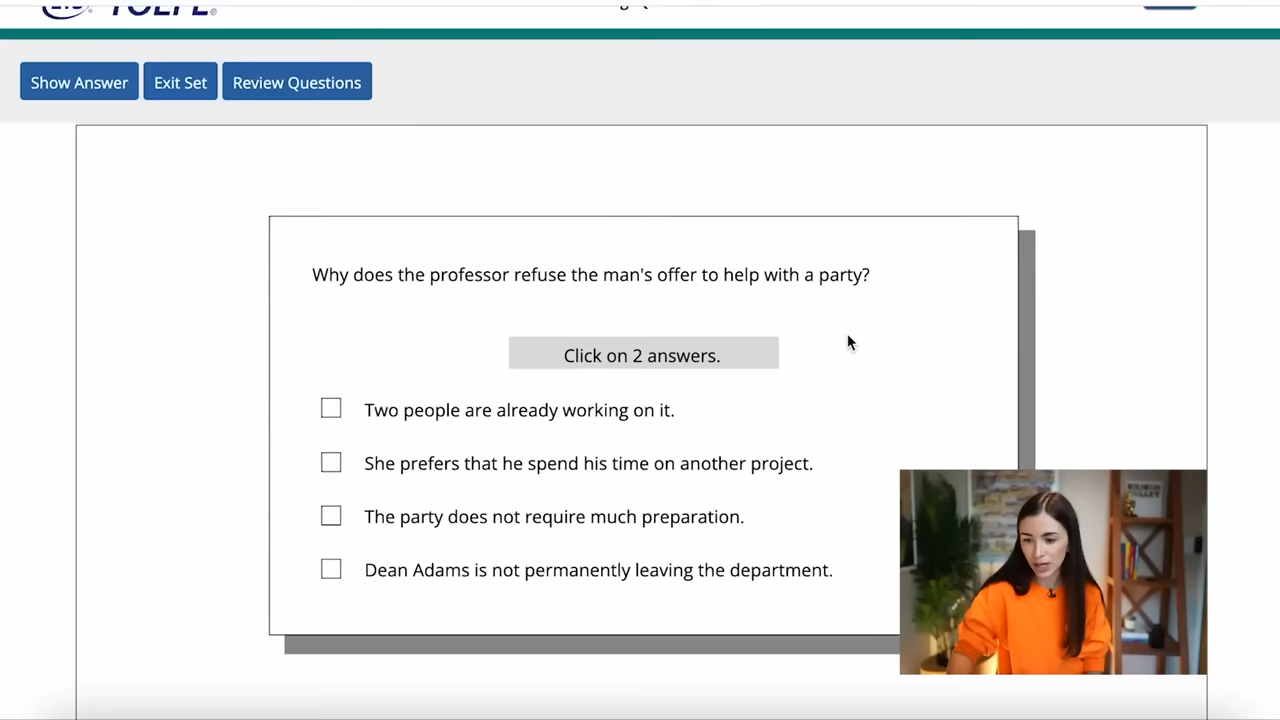 Show Answer
Exit Set
Review Questions
Why does the professor refuse the man's offer to help with a party?
Click on 2 answers.
Two people are already working on it.
She prefers that he spend his time on another project.
The party does not require much preparation.
Dean Adams is not permanently leaving the department.